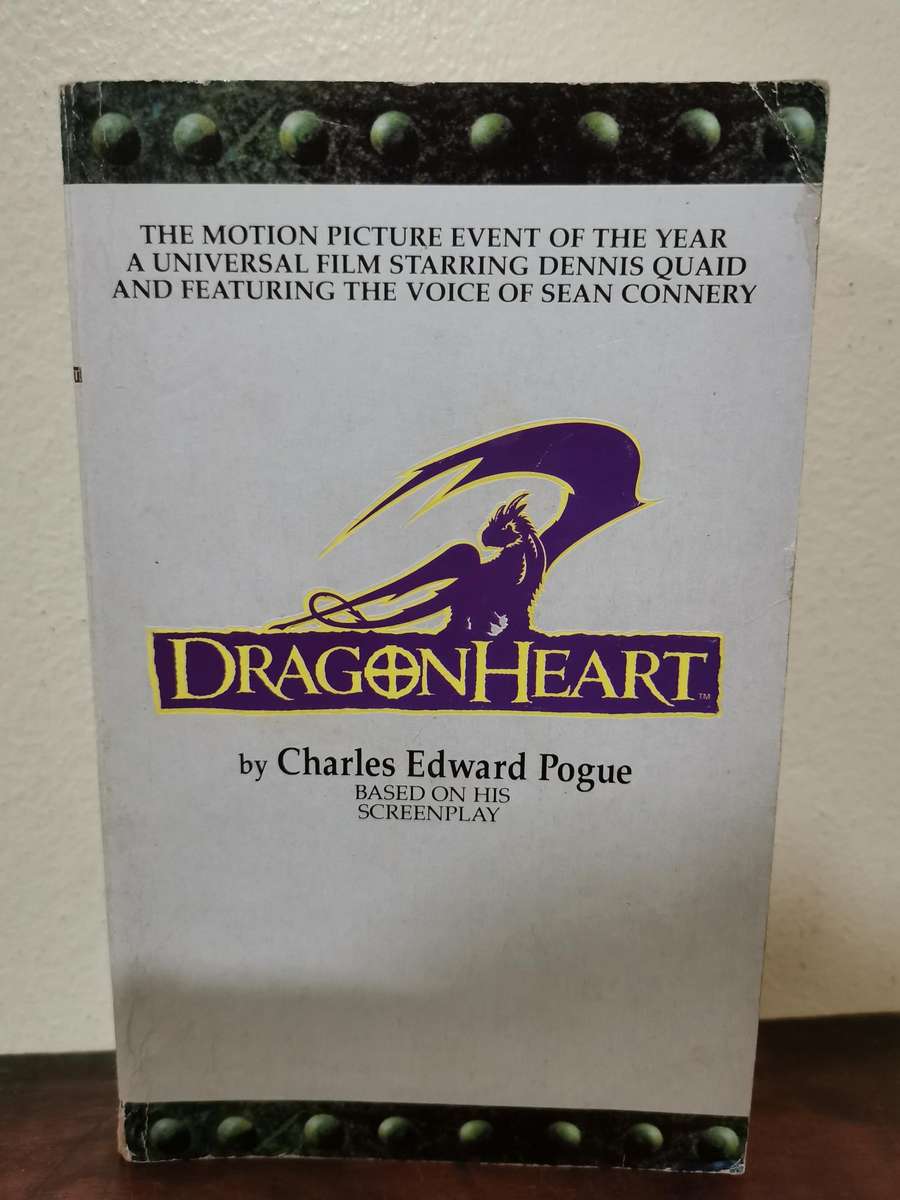 THE MOTION PICTURE EVENT OF THE YEAR
A UNIVERSAL FILM STARRING DENNIS QUAID
AND FEATURING THE VOICE OF SEAN CONNERY
DRAGONHEART™
by Charles Edward Pogue
BASED ON HIS
SCREENPLAY